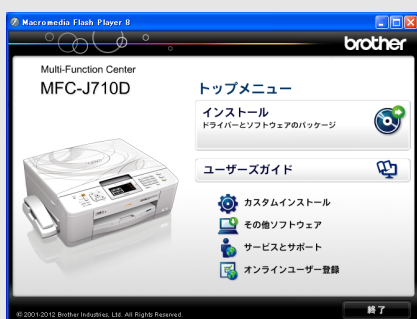 Macromedia Flash Player 8
brother
Multi-Function Center
MFC-J710D
トップメニュー
インストール
ドライバーとソフトウェアのパッケージ
ユーザーズガイド
カスタムインストール
その他ソフトウェア
サービスとサポート
オンラインユーザー登録
© 2001-2012 Brother Industries, Ltd. All Rights Reserved.
終了